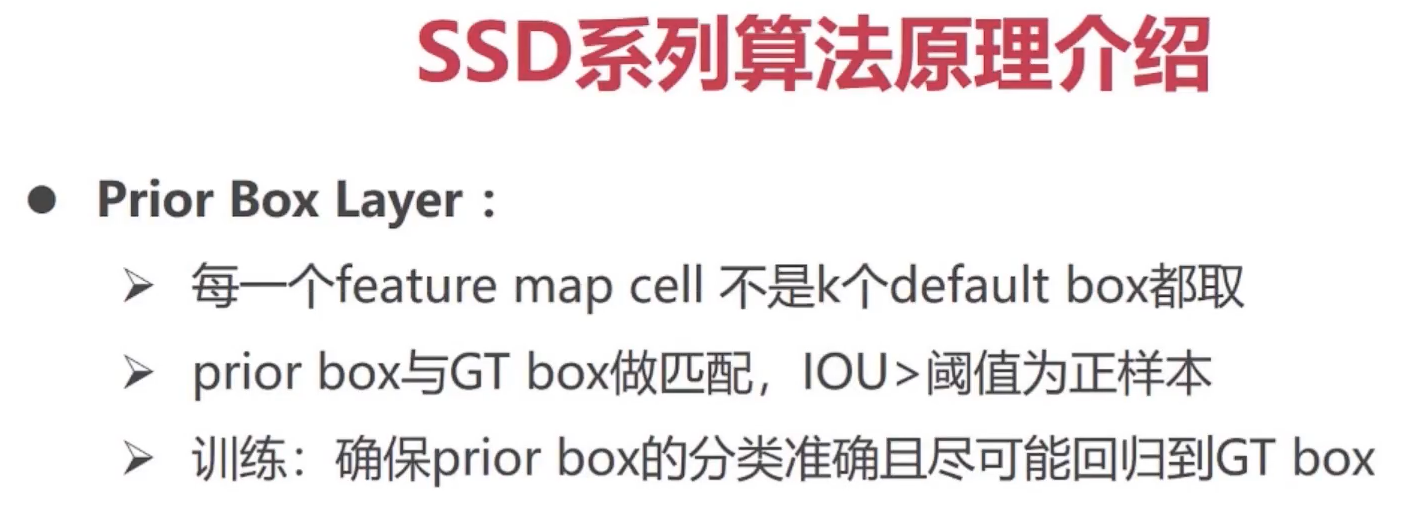 SSD系列算法原理介绍
● Prior Box Layer：
➢ 每一个feature map cell 不是k个default box都取
➢ prior box与GT box做匹配，IOU>阈值为正样本
➢ 训练：确保prior box的分类准确且尽可能回归到GT box